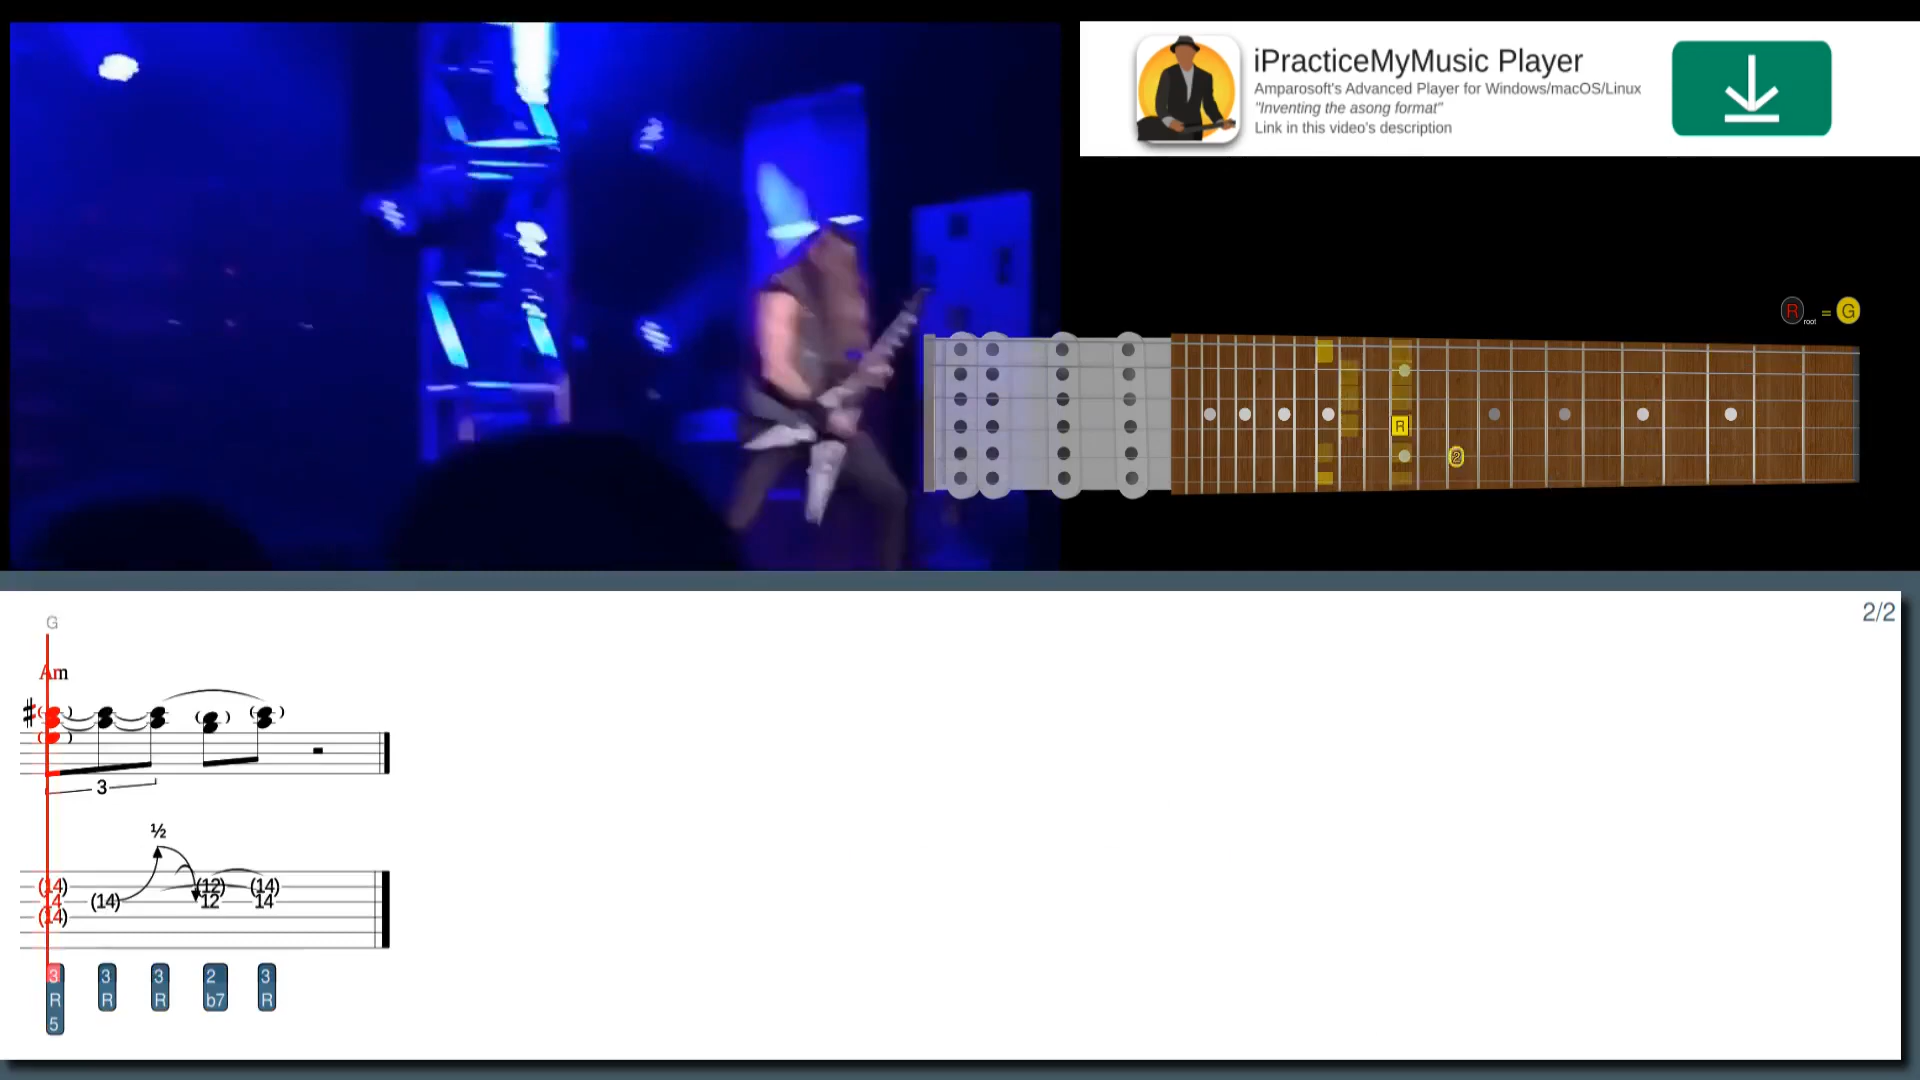 iPracticeMyMusic Player
Amparosoft's Advanced Player for Windows/macOS/Linux
"Inventing the asong format"
Link in this video's description
R root = G
R
2
2/2
G
Am
3
½
(14) (12) (14)
14 (14) 12 14
(14)
3 3 3 2 3
R R R b7 R
5